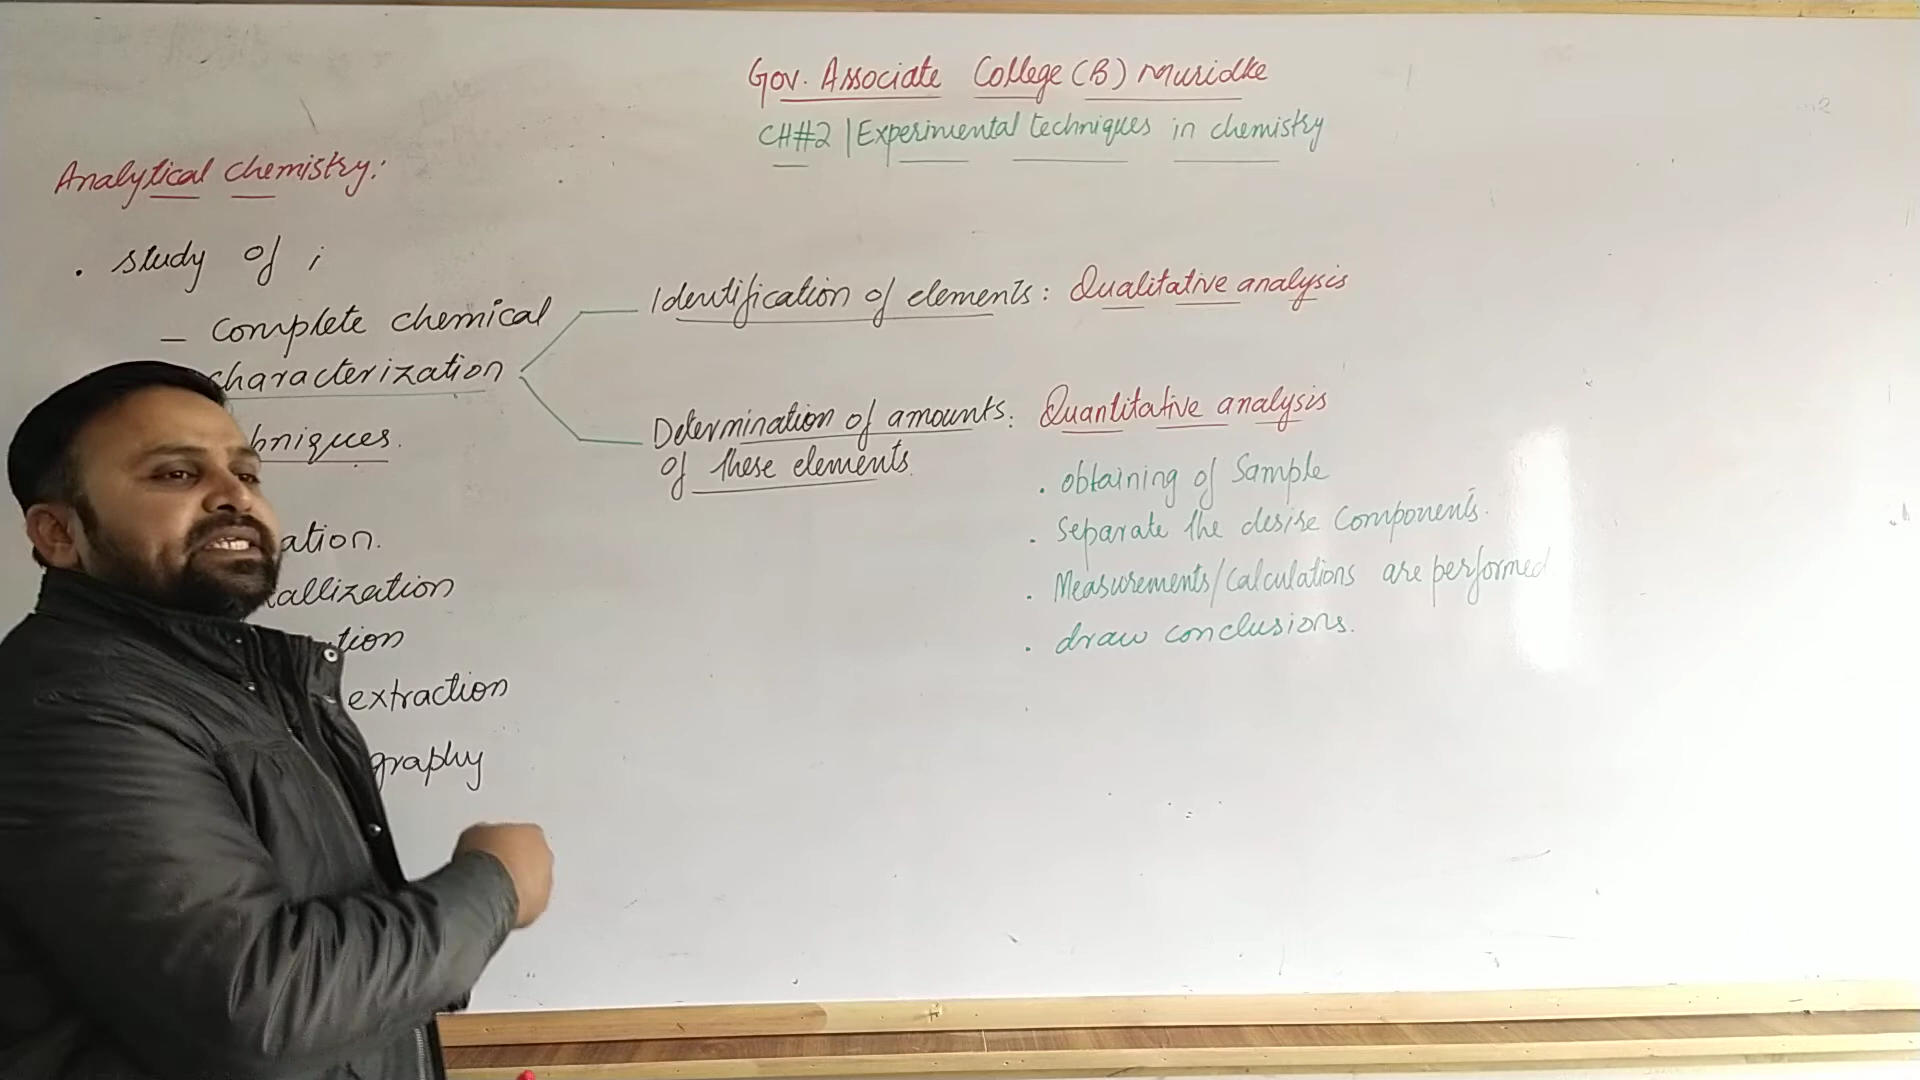 Gov. Associate College (B) Muridke
CH#2 | Experimental techniques in chemistry
Analytical chemistry:
. study of ;
– complete chemical
characterization
Identification of elements: Qualitative analysis
Determination of amounts: Quantitative analysis
of these elements.
. obtaining of Sample
. Separate the desire Components.
. Measurements/Calculations are performed
. draw conclusions.
extraction